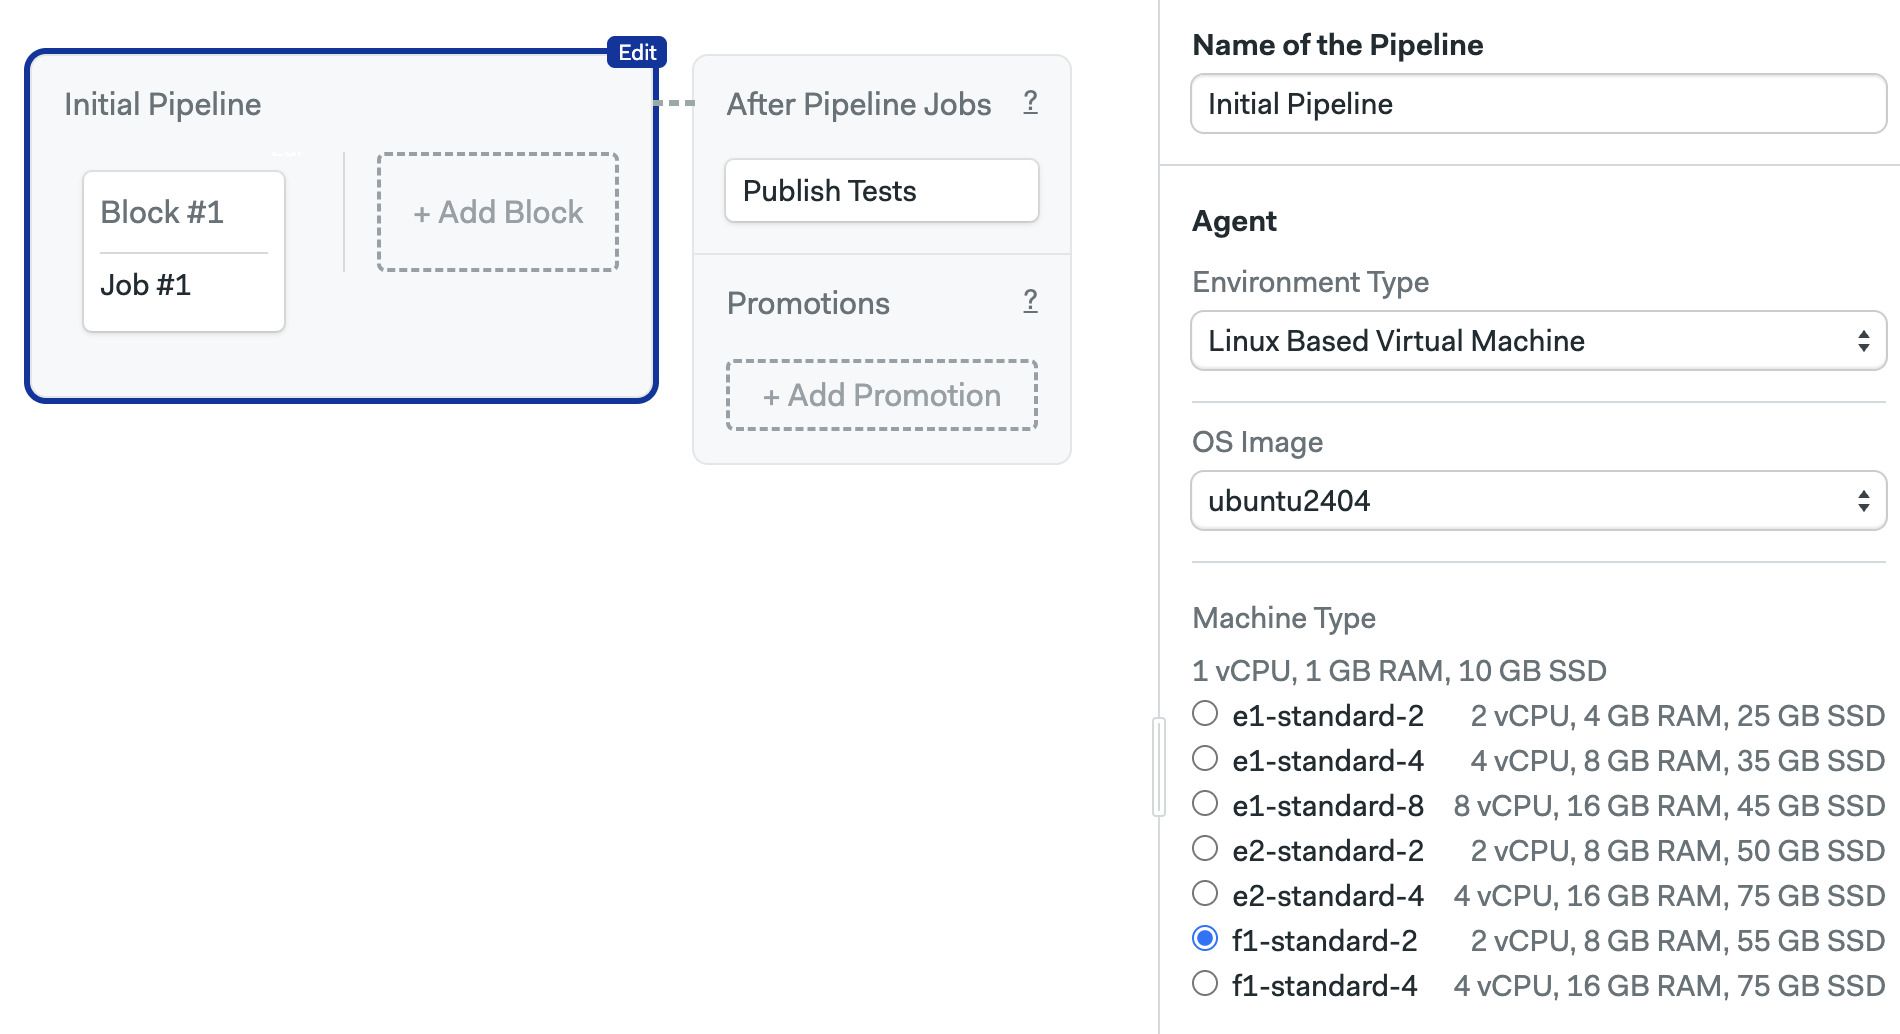 Edit
Initial Pipeline
Block #1
Job #1
+ Add Block
After Pipeline Jobs ?
Publish Tests
Promotions ?
+ Add Promotion
Name of the Pipeline
Initial Pipeline
Agent
Environment Type
Linux Based Virtual Machine
OS Image
ubuntu2404
Machine Type
1 vCPU, 1 GB RAM, 10 GB SSD
e1-standard-2 2 vCPU, 4 GB RAM, 25 GB SSD
e1-standard-4 4 vCPU, 8 GB RAM, 35 GB SSD
e1-standard-8 8 vCPU, 16 GB RAM, 45 GB SSD
e2-standard-2 2 vCPU, 8 GB RAM, 50 GB SSD
e2-standard-4 4 vCPU, 16 GB RAM, 75 GB SSD
f1-standard-2 2 vCPU, 8 GB RAM, 55 GB SSD
f1-standard-4 4 vCPU, 16 GB RAM, 75 GB SSD